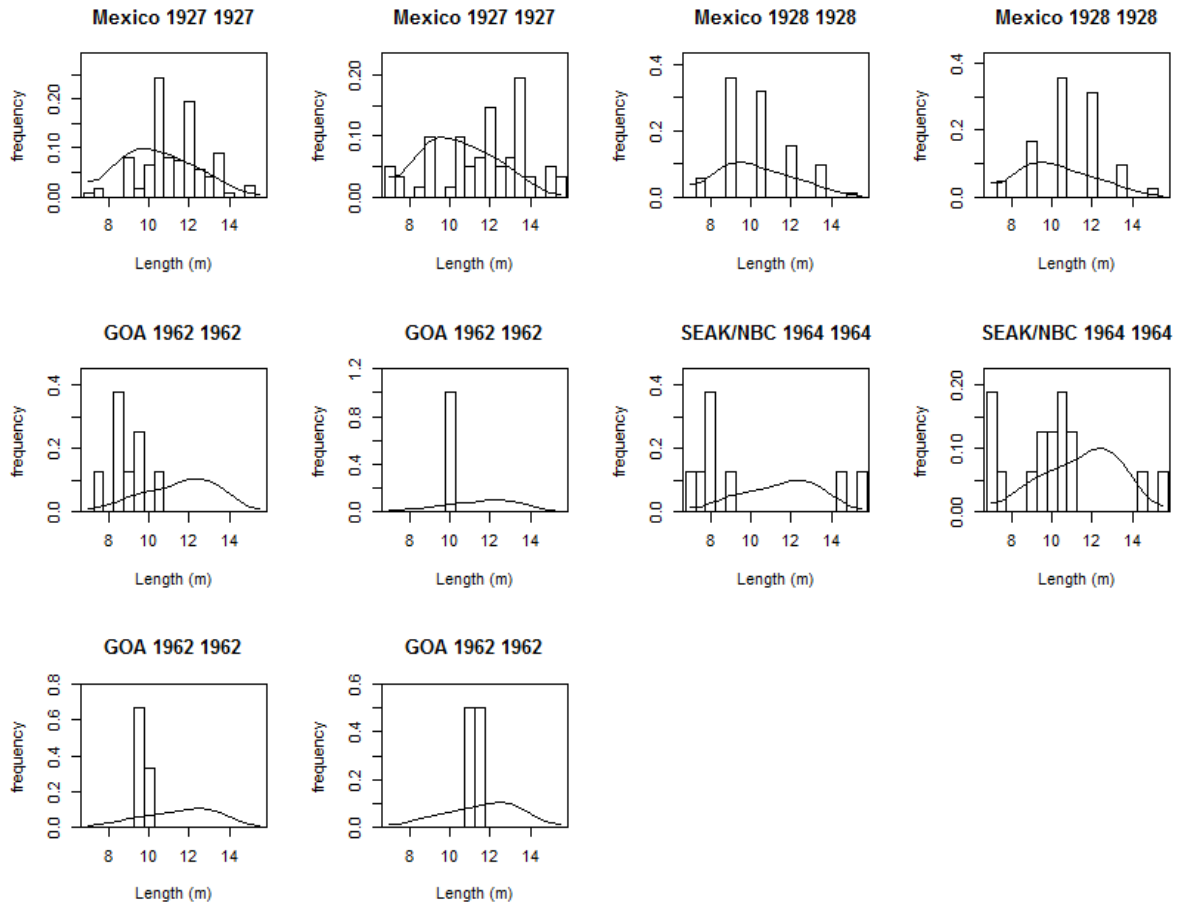 Mexico 1927 1927
frequency
0.00 0.10 0.20
8 10 12 14
Length (m)
Mexico 1927 1927
frequency
0.00 0.10 0.20
8 10 12 14
Length (m)
Mexico 1928 1928
frequency
0.0 0.2 0.4
8 10 12 14
Length (m)
Mexico 1928 1928
frequency
0.0 0.2 0.4
8 10 12 14
Length (m)
GOA 1962 1962
frequency
0.0 0.2 0.4
8 10 12 14
Length (m)
GOA 1962 1962
frequency
0.0 0.4 0.8 1.2
8 10 12 14
Length (m)
SEAK/NBC 1964 1964
frequency
0.0 0.2 0.4
8 10 12 14
Length (m)
SEAK/NBC 1964 1964
frequency
0.00 0.10 0.20
8 10 12 14
Length (m)
GOA 1962 1962
frequency
0.0 0.2 0.4 0.6 0.8
8 10 12 14
Length (m)
GOA 1962 1962
frequency
0.0 0.2 0.4 0.6
8 10 12 14
Length (m)